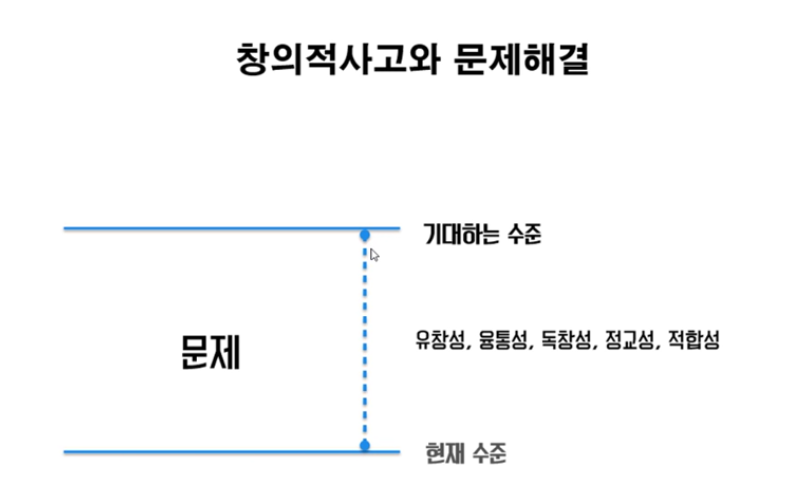 창의적사고와 문제해결
기대하는 수준
유창성, 융통성, 독창성, 정교성, 적합성
문제
현재 수준